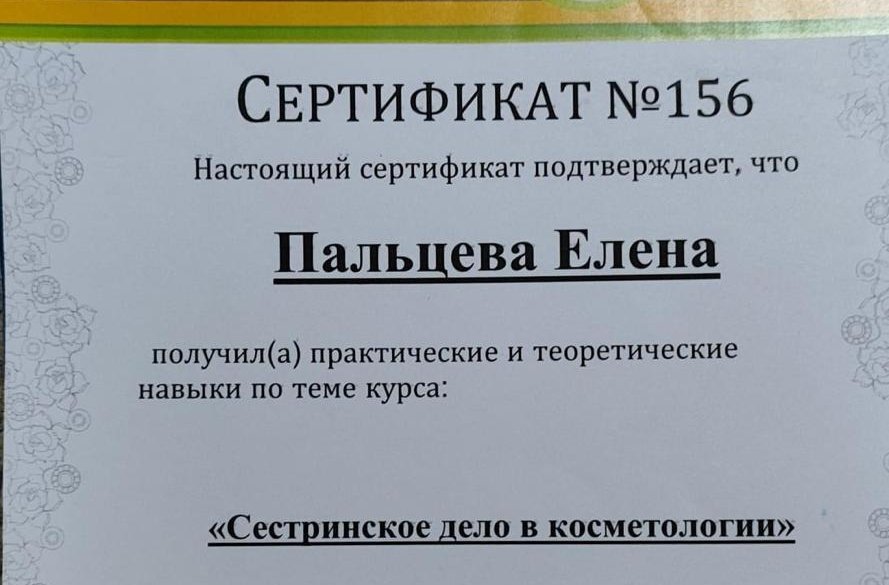 СЕРТИФИКАТ №156
Настоящий сертификат подтверждает, что
Пальцева Елена
получил(а) практические и теоретические
навыки по теме курса:
«Сестринское дело в косметологии»